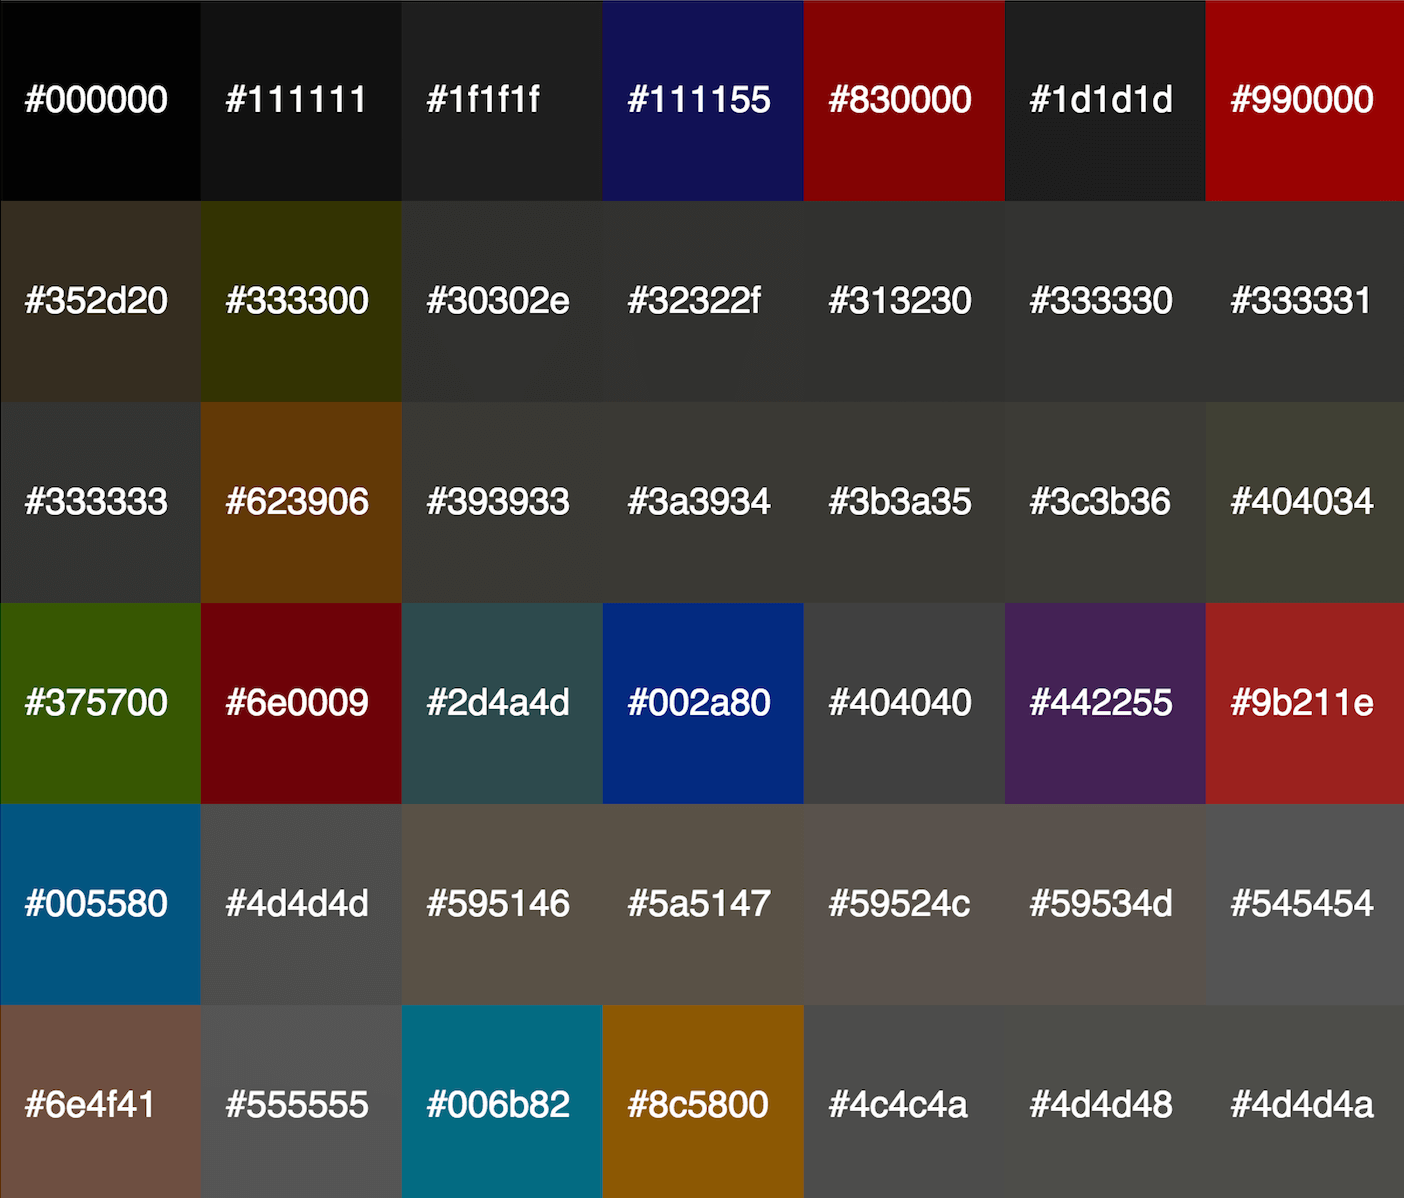 #000000 #111111 #1f1f1f #111155 #830000 #1d1d1d #990000
#352d20 #333300 #30302e #32322f #313230 #333330 #333331
#333333 #623906 #393933 #3a3934 #3b3a35 #3c3b36 #404034
#375700 #6e0009 #2d4a4d #002a80 #404040 #442255 #9b211e
#005580 #4d4d4d #595146 #5a5147 #59524c #59534d #545454
#6e4f41 #555555 #006b82 #8c5800 #4c4c4a #4d4d48 #4d4d4a